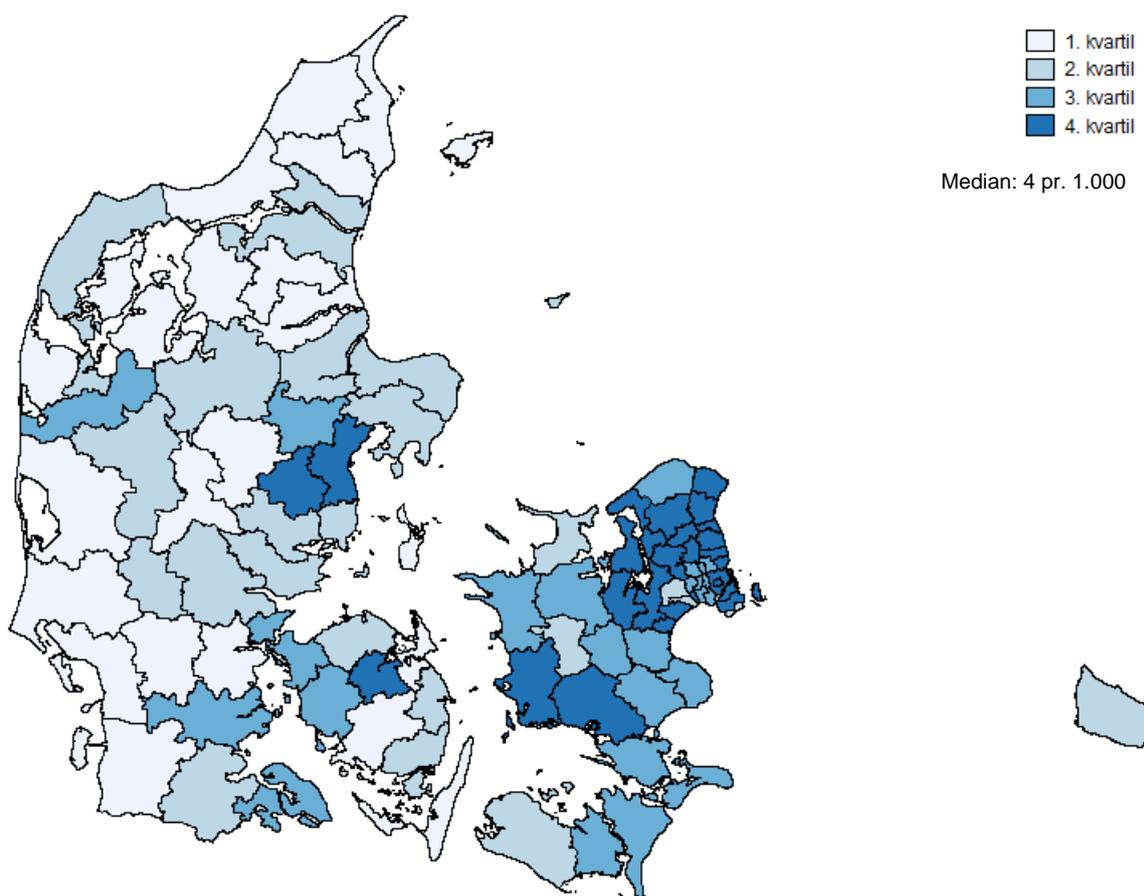 1. kvartil
2. kvartil
3. kvartil
4. kvartil
Median: 4 pr. 1.000